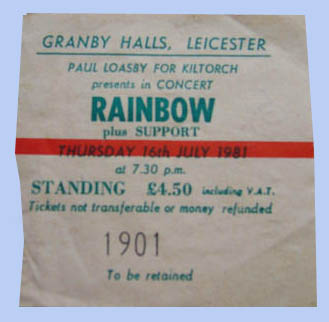 GRANBY HALLS, LEICESTER
PAUL LOASBY FOR KILTORCH
presents in CONCERT
RAINBOW
plus SUPPORT
THURSDAY 16th JULY 1981
at 7.30 p.m.
STANDING £4.50 including V.A.T.
Tickets not transferable or money refunded
1901
To be retained